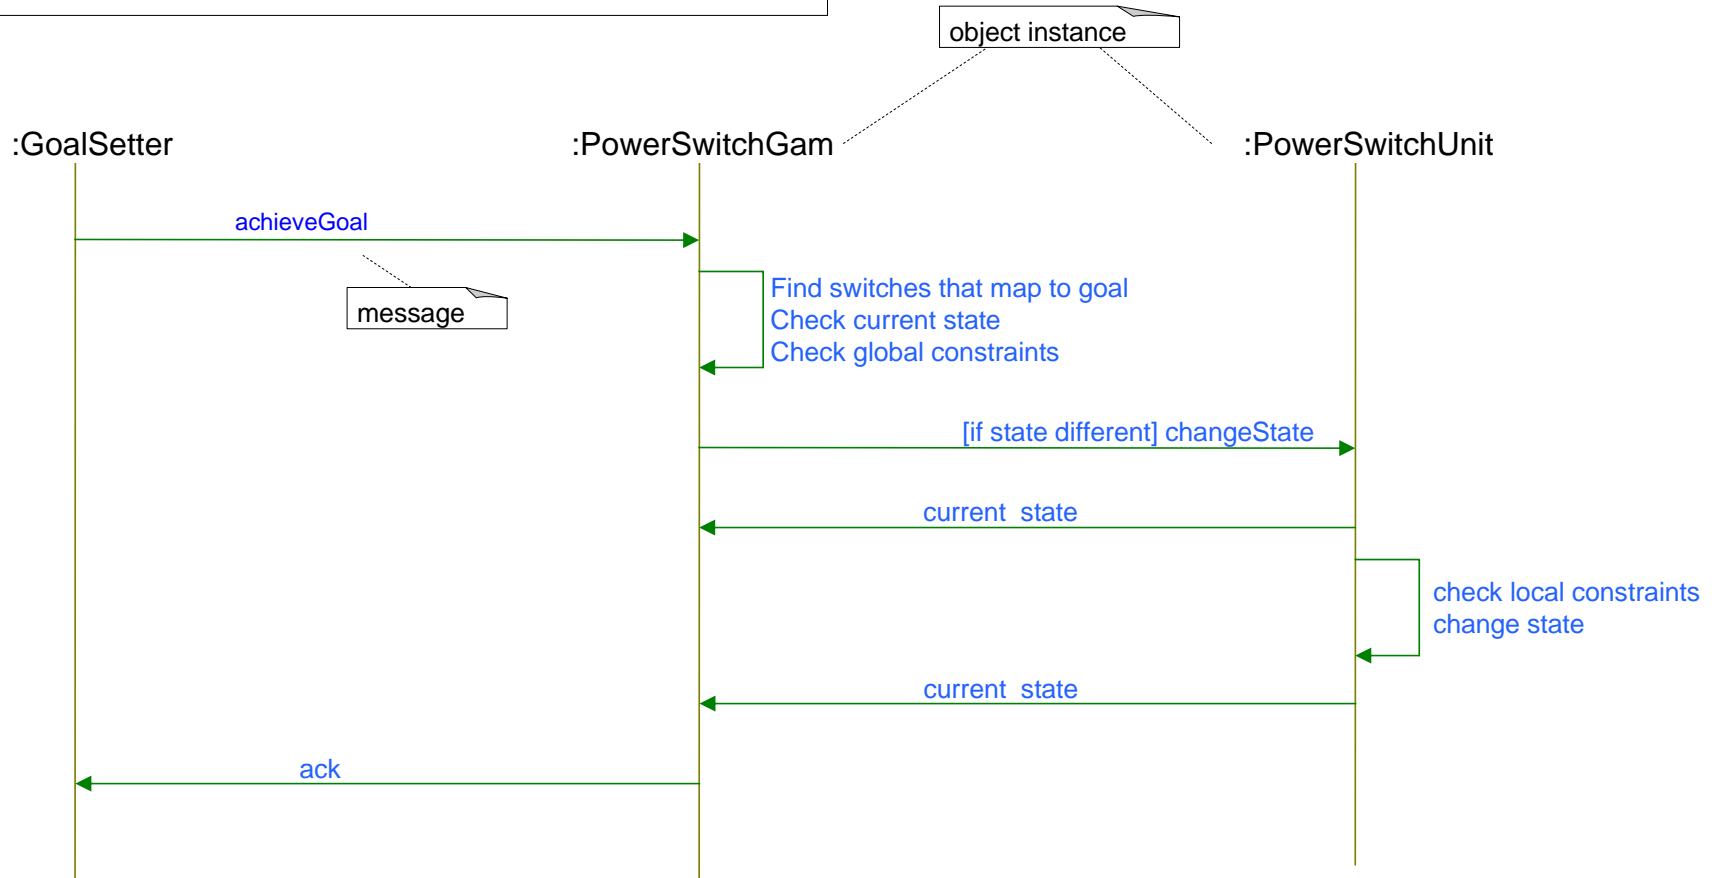 object instance
:GoalSetter
:PowerSwitchGam
:PowerSwitchUnit
achieveGoal
message
Find switches that map to goal
Check current state
Check global constraints
[if state different] changeState
current  state
check local constraints
change state
current  state
ack